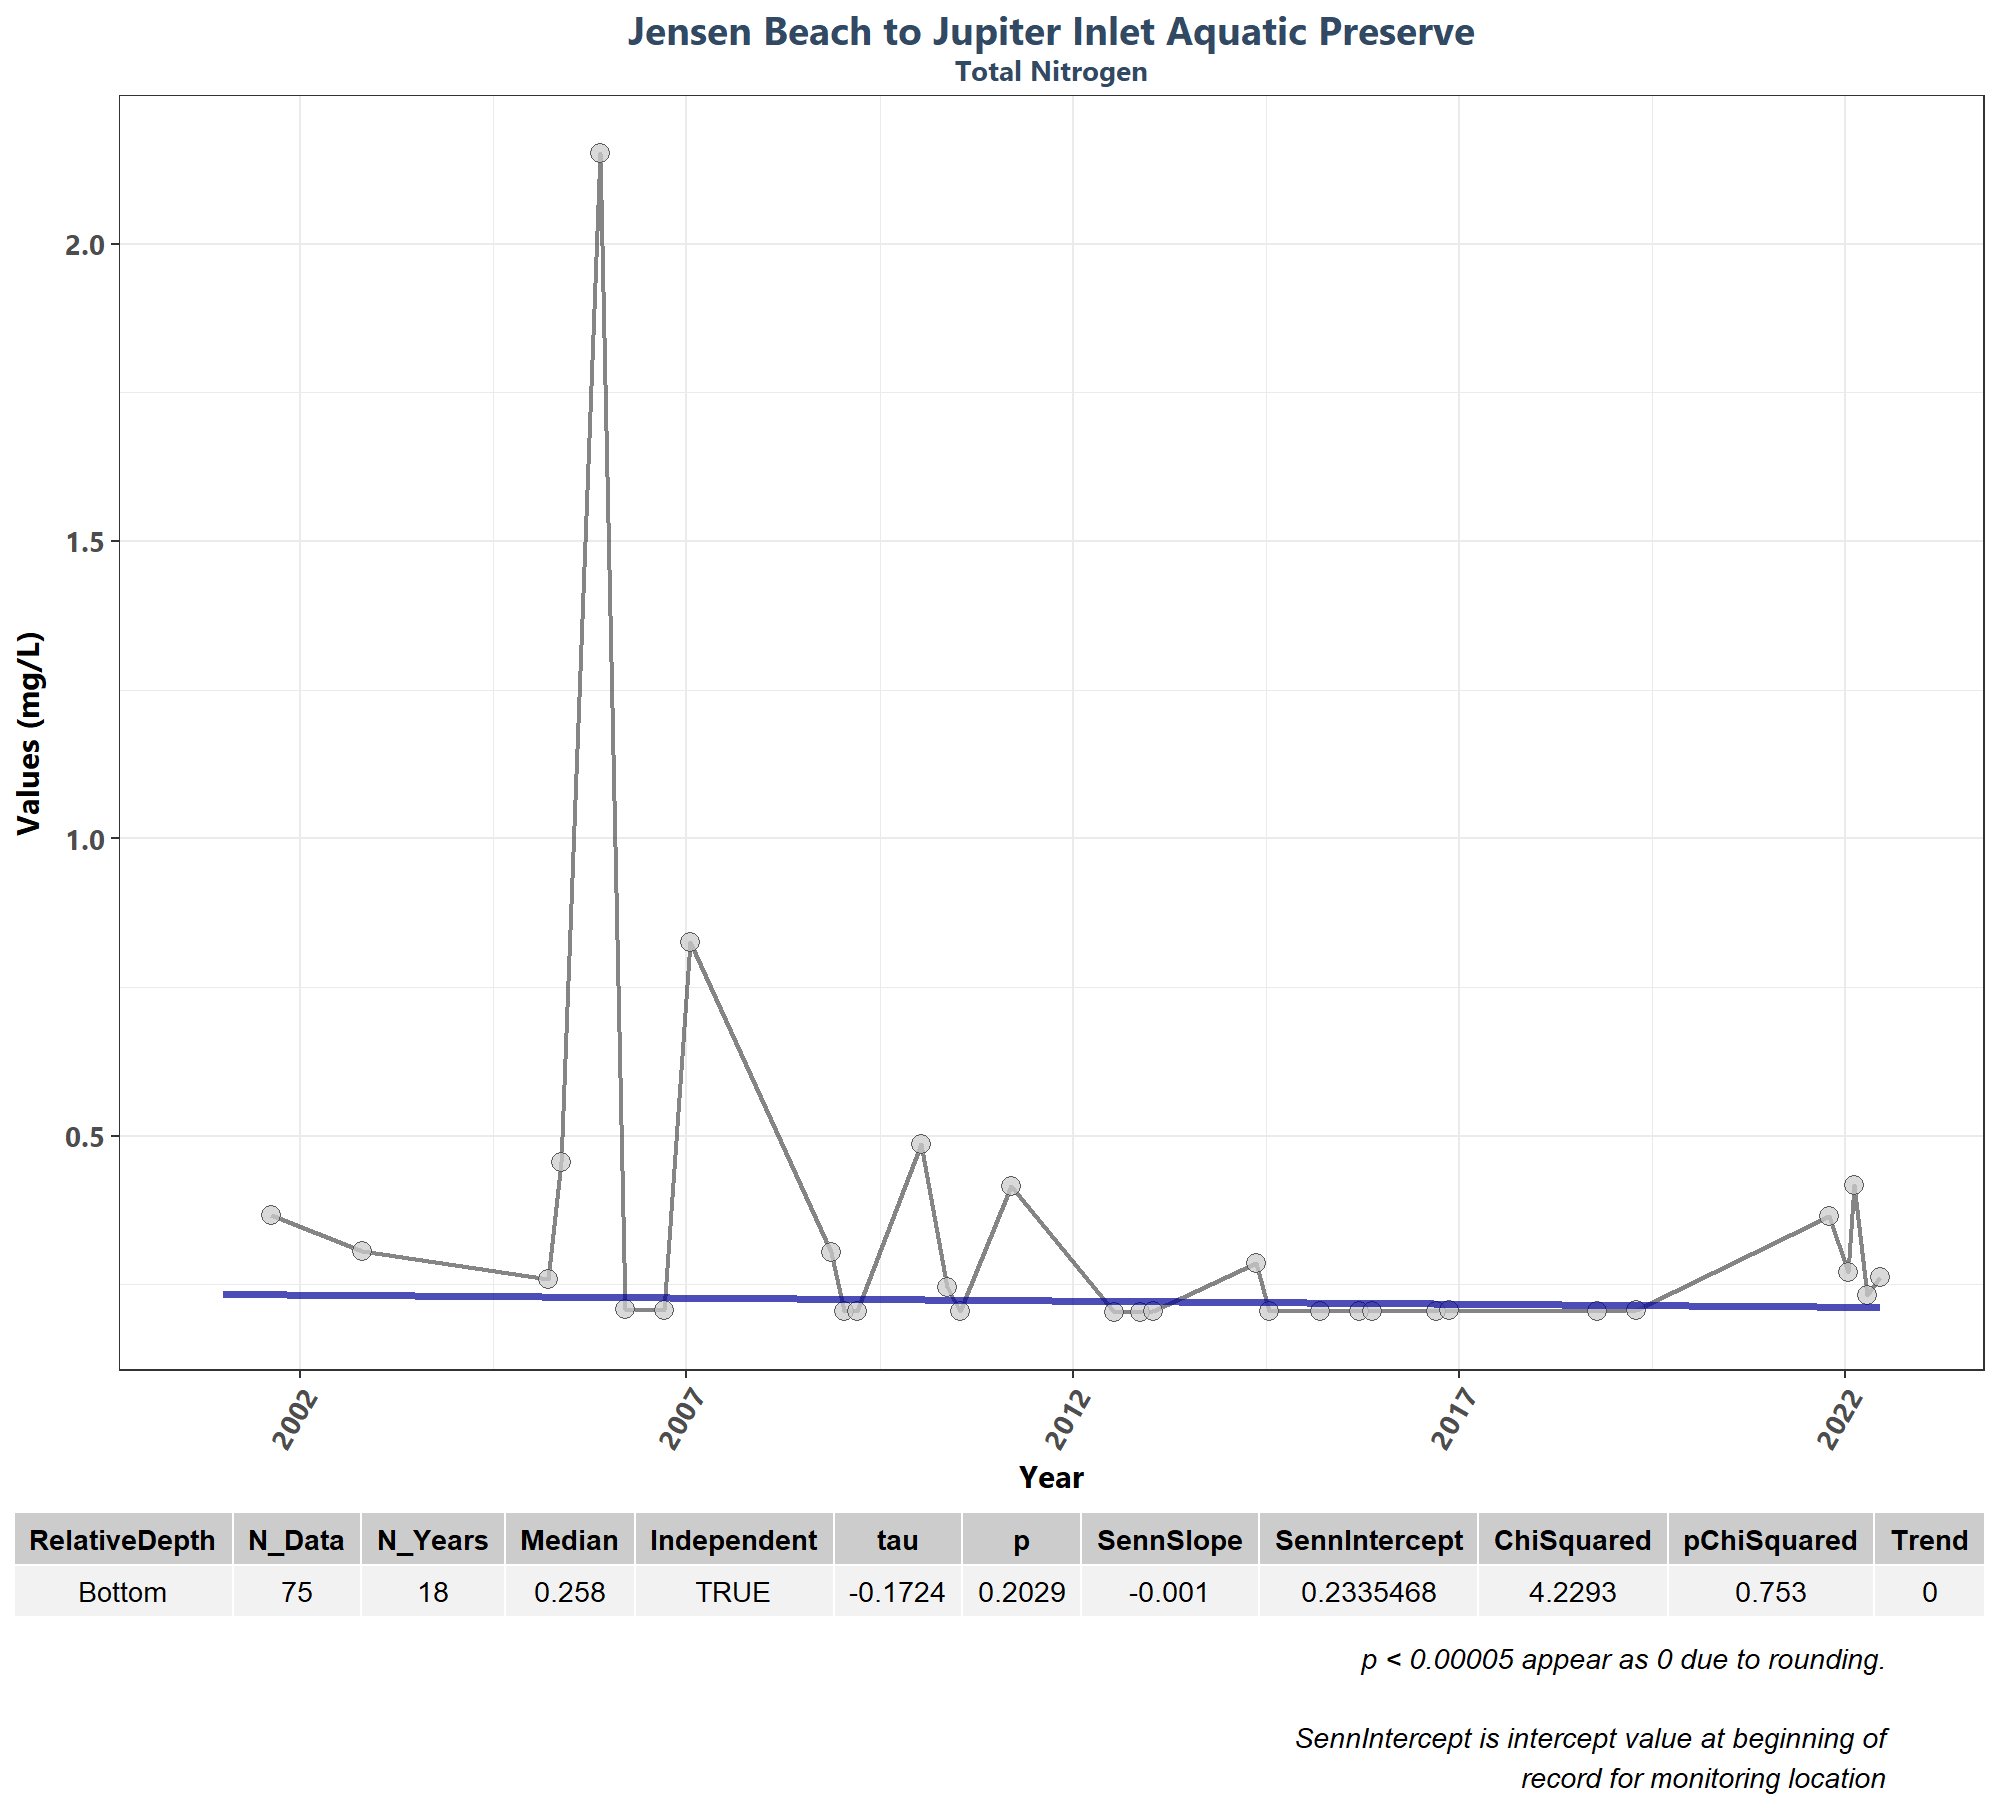 Jensen Beach to Jupiter Inlet Aquatic Preserve
Total Nitrogen
Values (mg/L)
2.0
1.5
1.0
0.5
2002 2007 2012 2017 2022
Year
RelativeDepth N_Data N_Years Median Independent tau p SennSlope SennIntercept ChiSquared pChiSquared Trend
Bottom 75 18 0.258 TRUE -0.1724 0.2029 -0.001 0.2335468 4.2293 0.753 0
p < 0.00005 appear as 0 due to rounding.
SennIntercept is intercept value at beginning of
record for monitoring location